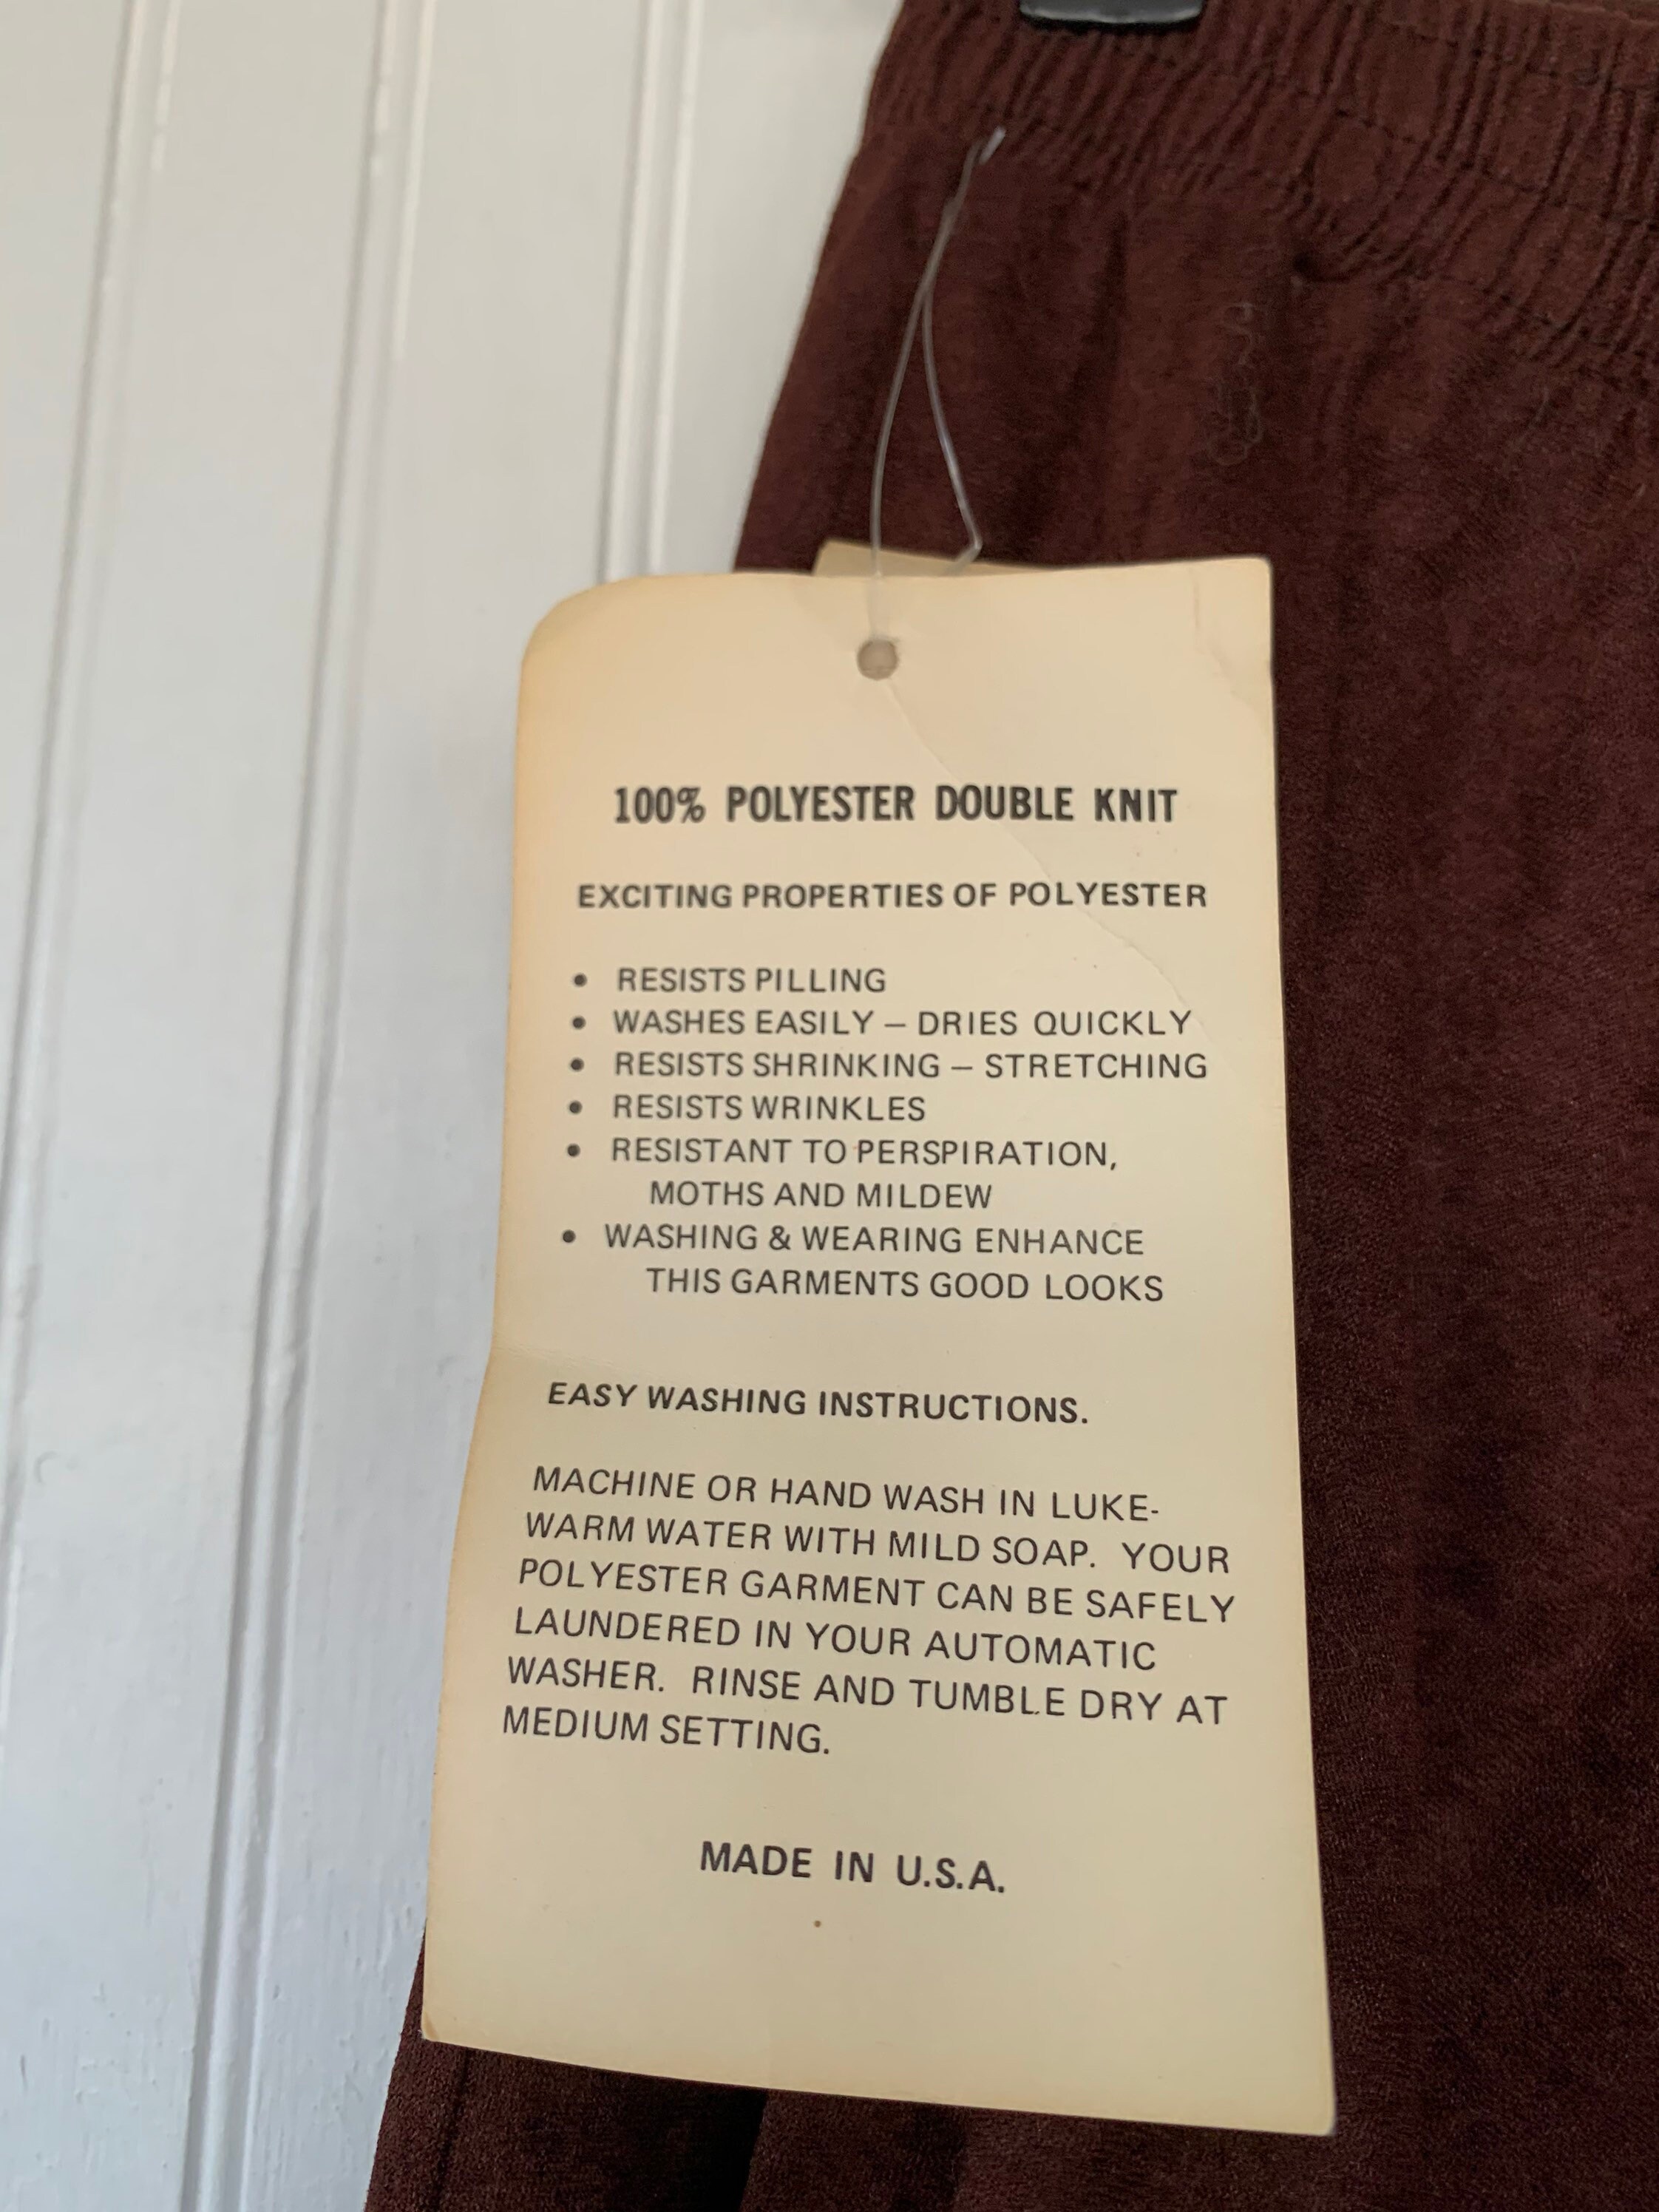 100% POLYESTER DOUBLE KNIT
EXCITING PROPERTIES OF POLYESTER
• RESISTS PILLING
• WASHES EASILY – DRIES QUICKLY
• RESISTS SHRINKING – STRETCHING
• RESISTS WRINKLES
• RESISTANT TO PERSPIRATION,
MOTHS AND MILDEW
• WASHING & WEARING ENHANCE
THIS GARMENTS GOOD LOOKS
EASY WASHING INSTRUCTIONS.
MACHINE OR HAND WASH IN LUKE-
WARM WATER WITH MILD SOAP. YOUR
POLYESTER GARMENT CAN BE SAFELY
LAUNDERED IN YOUR AUTOMATIC
WASHER. RINSE AND TUMBLE DRY AT
MEDIUM SETTING.
MADE IN U.S.A.